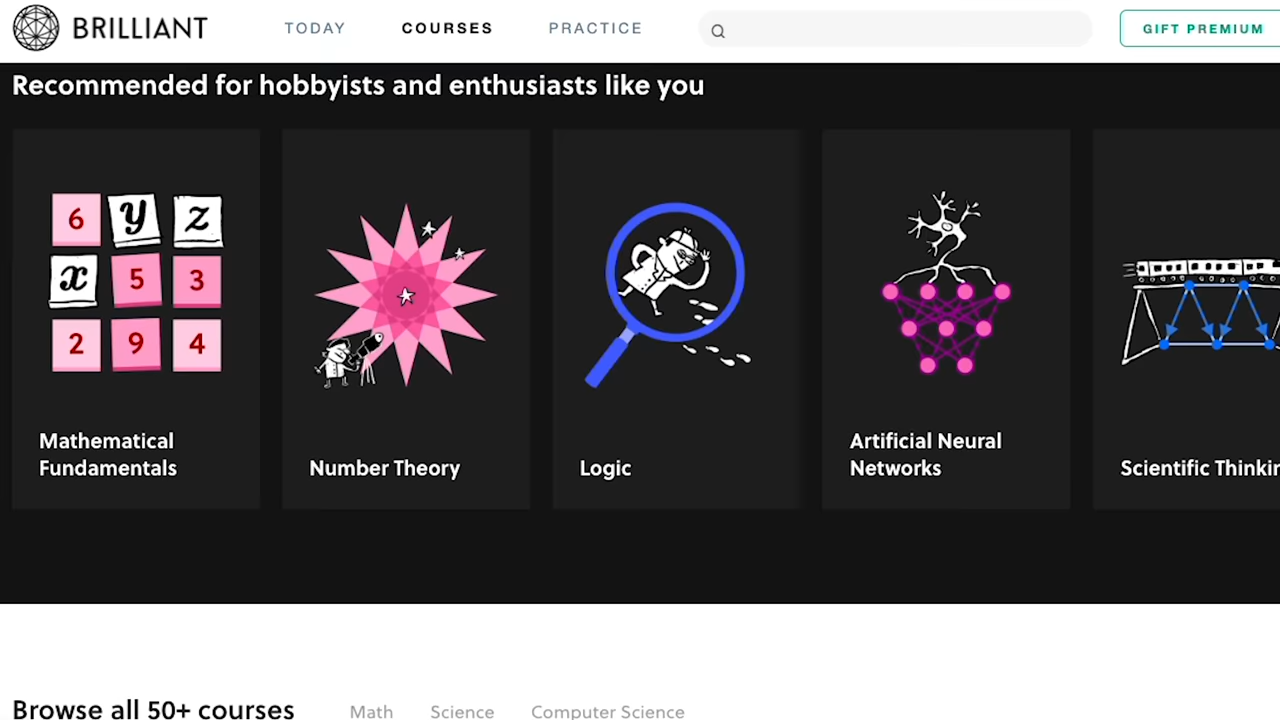 BRILLIANT
TODAY
COURSES
PRACTICE
GIFT PREMIUM
Recommended for hobbyists and enthusiasts like you
6 y z
x 5 3
2 9 4
Mathematical
Fundamentals
Number Theory
Logic
Artificial Neural
Networks
Scientific
Browse all 50+ courses
Math
Science
Computer Science